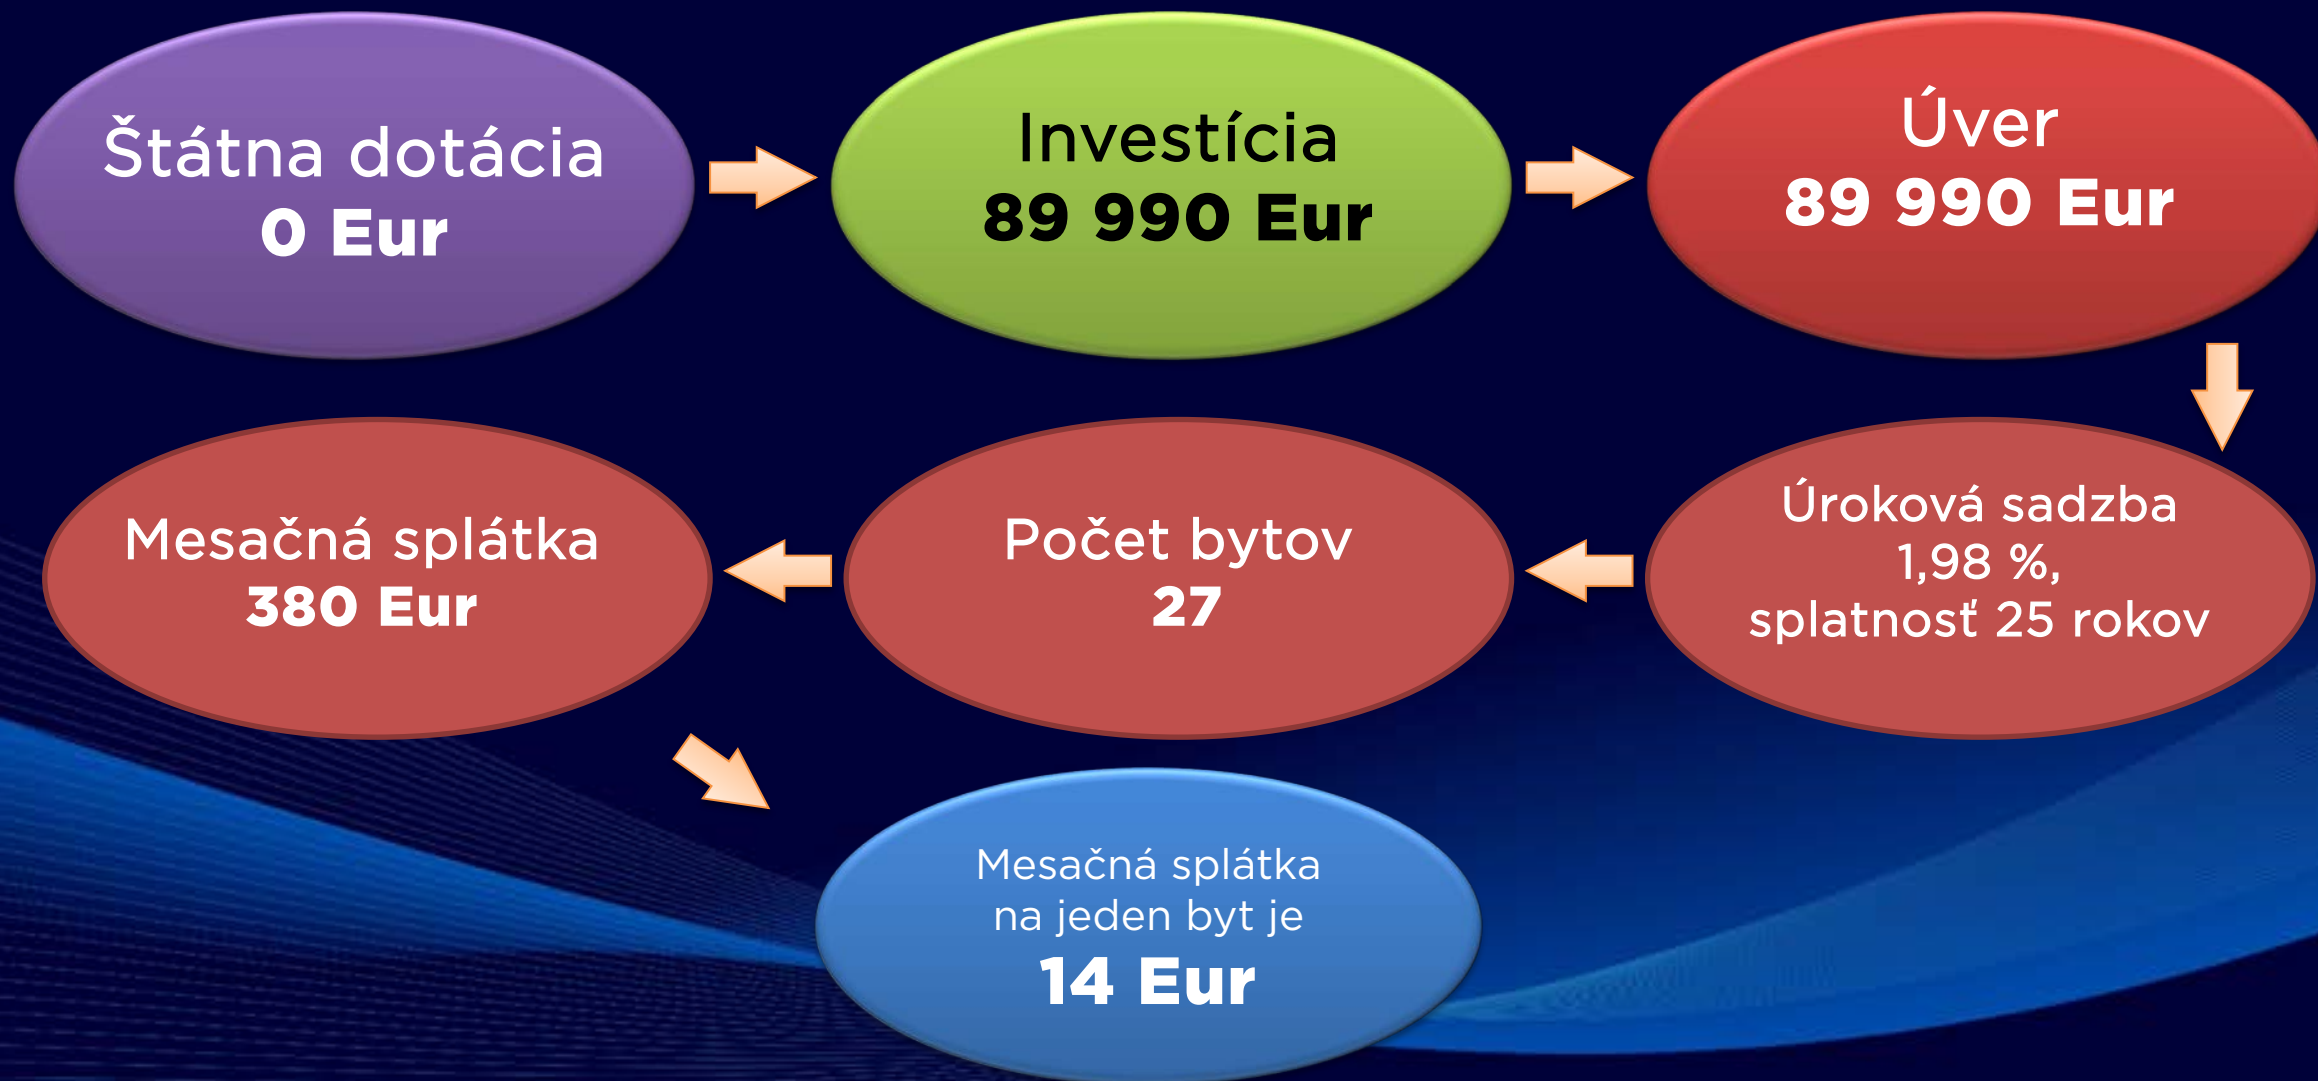 Štátna dotácia
0 Eur
Investícia
89 990 Eur
Úver
89 990 Eur
Úroková sadzba
1,98 %,
splatnosť 25 rokov
Počet bytov
27
Mesačná splátka
380 Eur
Mesačná splátka
na jeden byt je
14 Eur